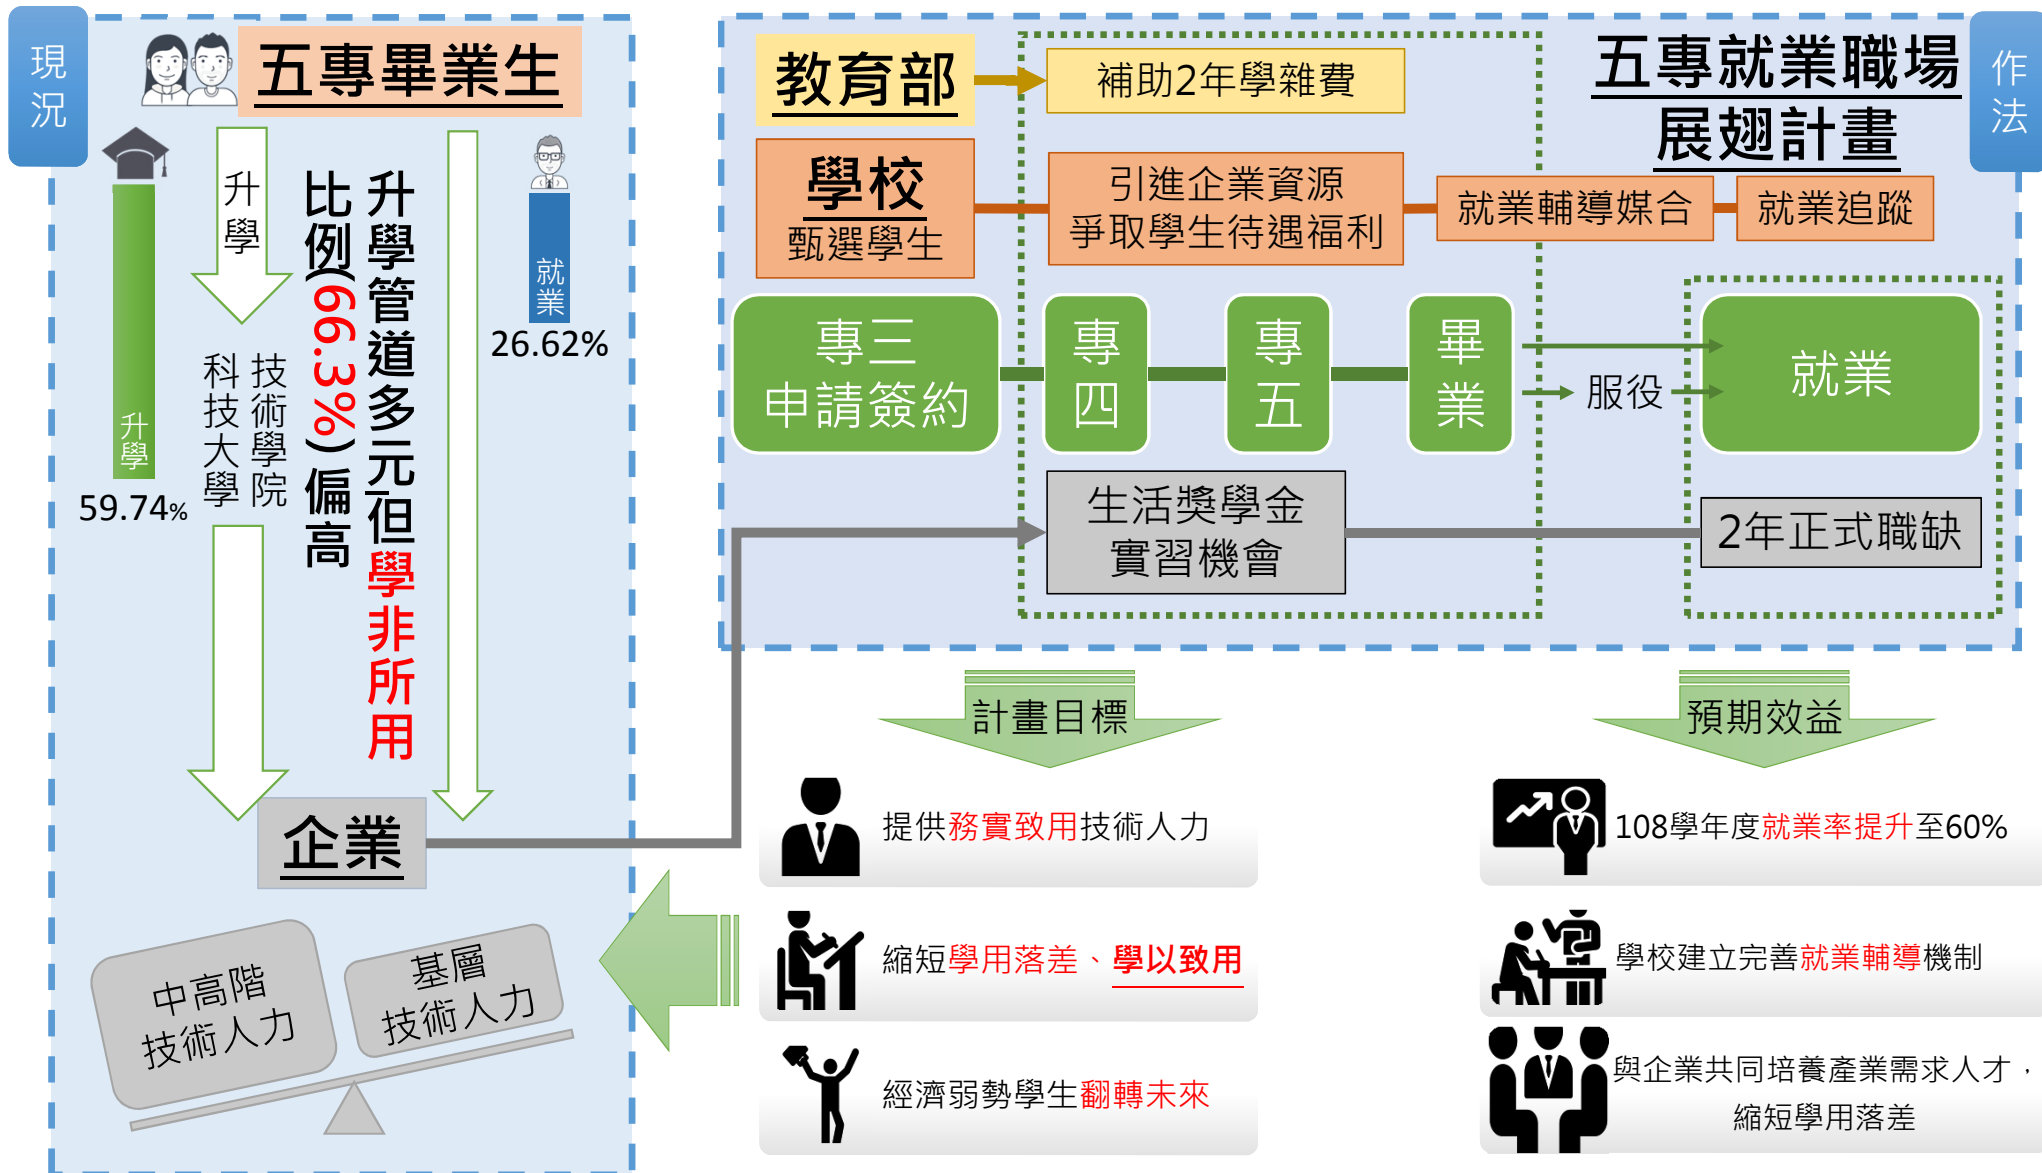 現況
五專畢業生
升學
升學
59.74%
技術學院
科技大學
升學管道多元但學非所用
比例(66.3%)偏高
就業
26.62%
企業
中高階
技術人力
基層
技術人力
作法
五專就業職場
展翅計畫
教育部
補助2年學雜費
學校
甄選學生
引進企業資源
爭取學生待遇福利
就業輔導媒合
就業追蹤
專三
申請簽約
專四
專五
畢業
服役
就業
生活獎學金
實習機會
2年正式職缺
計畫目標
提供務實致用技術人力
縮短學用落差、學以致用
經濟弱勢學生翻轉未來
預期效益
108學年度就業率提升至60%
學校建立完善就業輔導機制
與企業共同培養產業需求人才，
縮短學用落差